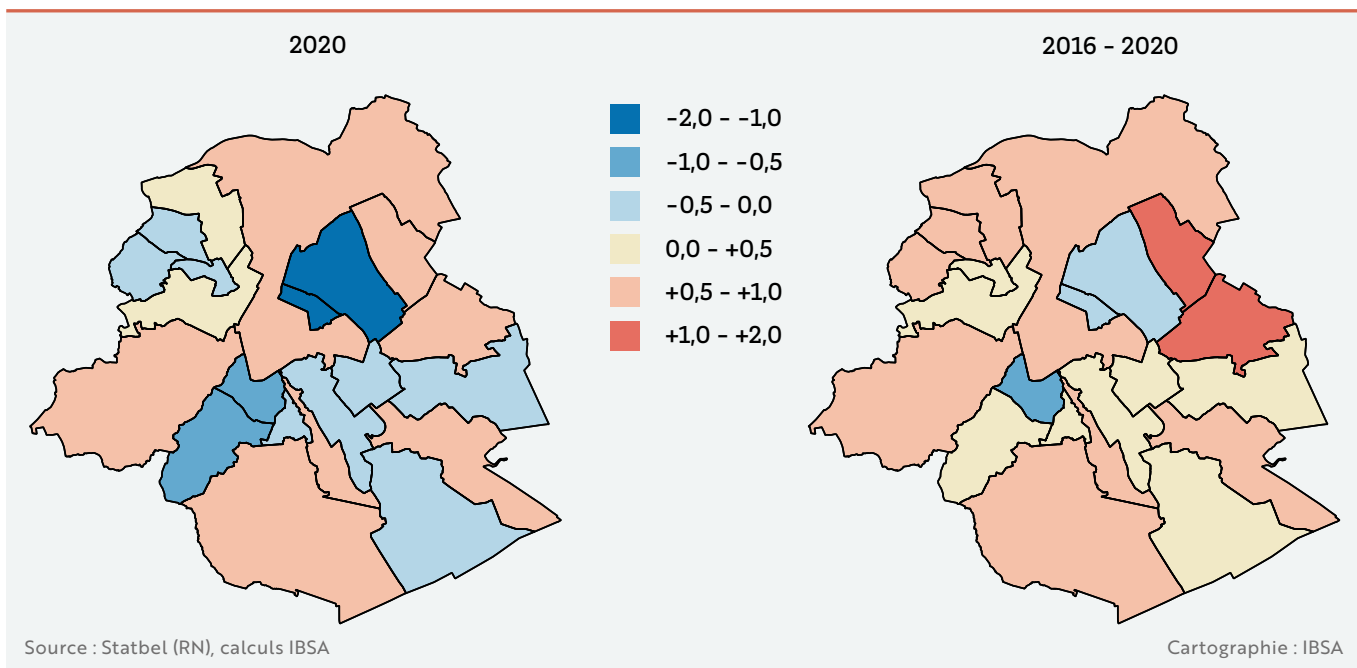 2020
2016 - 2020
-2,0 - -1,0
-1,0 - -0,5
-0,5 - 0,0
0,0 - +0,5
+0,5 - +1,0
+1,0 - +2,0
Source : Statbel (RN), calculs IBSA
Cartographie : IBSA